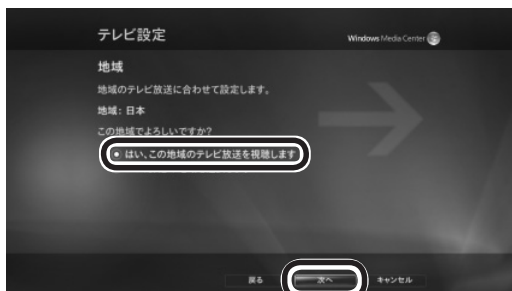 テレビ設定
Windows Media Center
地域
地域のテレビ放送に合わせて設定します。
地域: 日本
この地域でよろしいですか?
はい、この地域のテレビ放送を視聴します
戻る 次へ キャンセル